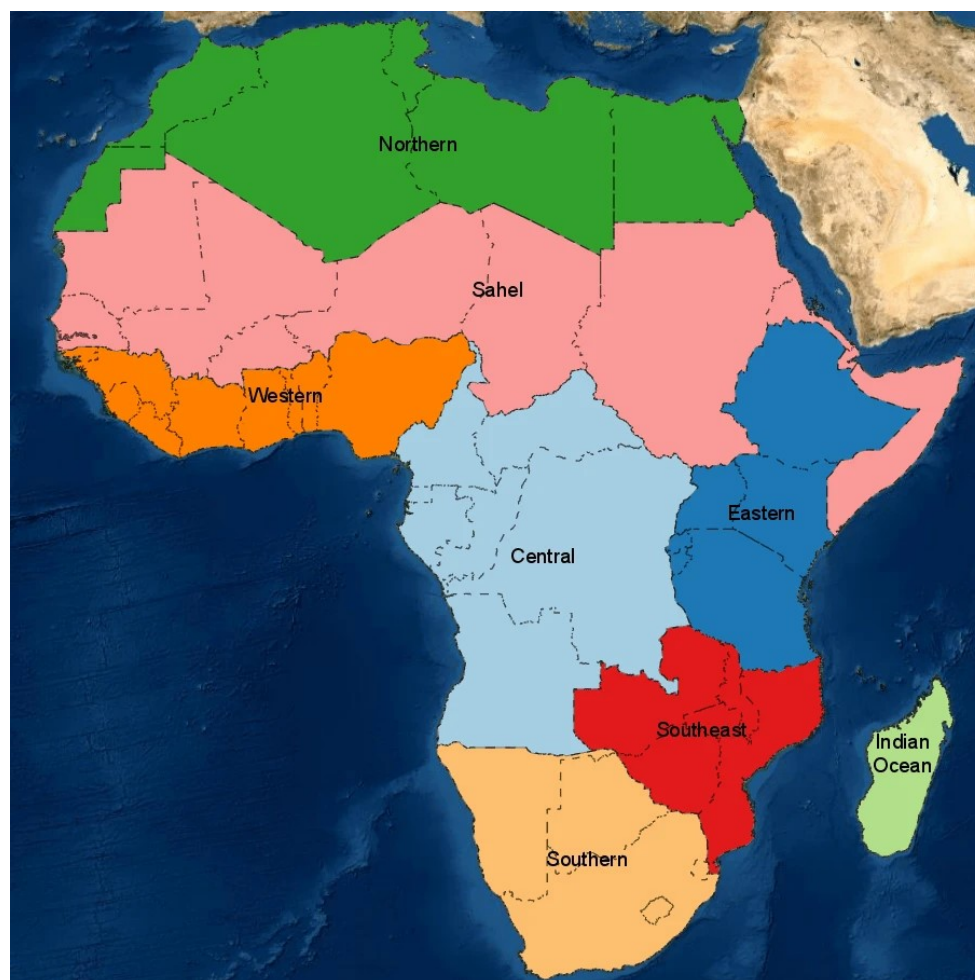 Northern
Sahel
Western
Eastern
Central
Southeast
Indian
Ocean
Southern